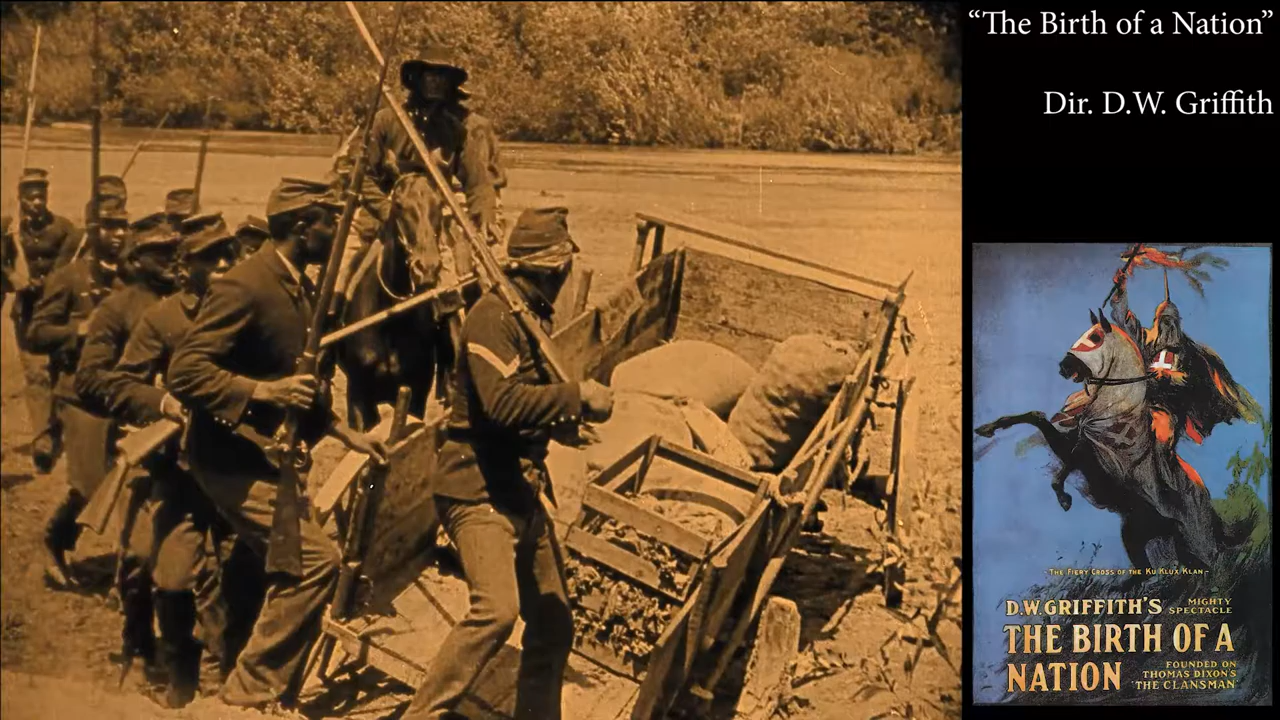 “The Birth of a Nation”
Dir. D.W. Griffith
-THE FIERY CROSS OF THE KU KLUX KLAN-
D.W. GRIFFITH'S MIGHTY SPECTACLE
THE BIRTH OF A
NATION FOUNDED ON THOMAS DIXON'S THE CLANSMAN